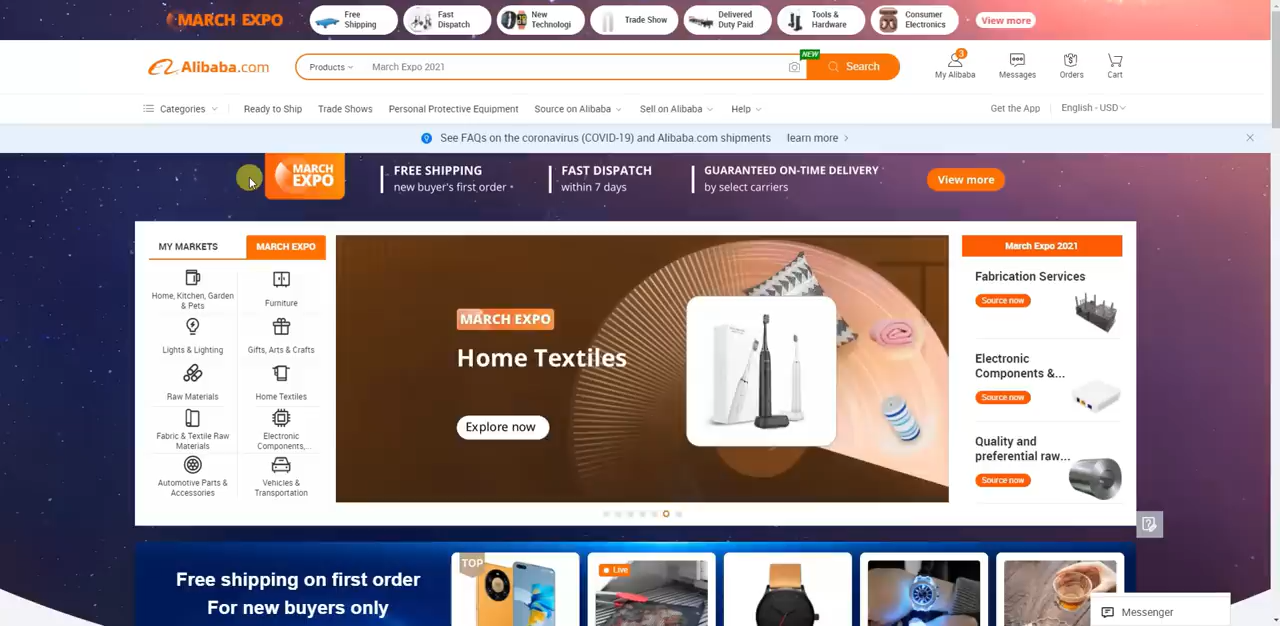 MARCH EXPO
Free
Shipping
Fast
Dispatch
New
Technologi
Trade Show
Delivered
Duty Paid
Tools &
Hardware
Consumer
Electronics
View more
Alibaba.com
Products
March Expo 2021
NEW
Search
3
My Alibaba
Messages
Orders
Cart
Categories
Ready to Ship
Trade Shows
Personal Protective Equipment
Source on Alibaba
Sell on Alibaba
Help
Get the App
English - USD
See FAQs on the coronavirus (COVID-19) and Alibaba.com shipments
learn more
MARCH
EXPO
FREE SHIPPING
new buyer's first order
FAST DISPATCH
within 7 days
GUARANTEED ON-TIME DELIVERY
by select carriers
View more
MY MARKETS
MARCH EXPO
Home, Kitchen, Garden
& Pets
Furniture
Lights & Lighting
Gifts, Arts & Crafts
Raw Materials
Home Textiles
Fabric & Textile Raw
Materials
Electronic
Components,...
Automotive Parts &
Accessories
Vehicles &
Transportation
MARCH EXPO
Home Textiles
Explore now
March Expo 2021
Fabrication Services
Source now
Electronic
Components &...
Source now
Quality and
preferential raw...
Source now
Free shipping on first order
For new buyers only
TOP
Live
Messenger